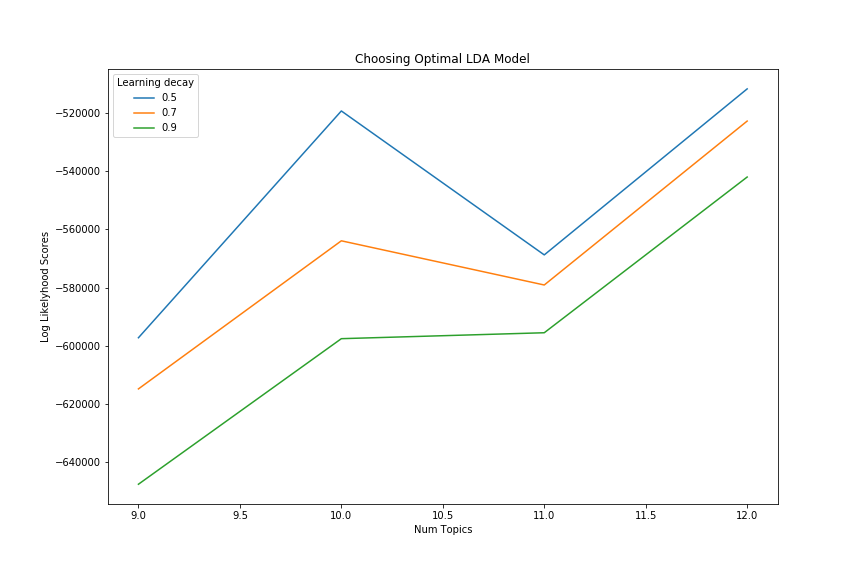 Choosing Optimal LDA Model
Learning decay
0.5
0.7
0.9
Log Likelyhood Scores
−520000
−540000
−560000
−580000
−600000
−620000
−640000
9.0 9.5 10.0 10.5 11.0 11.5 12.0
Num Topics